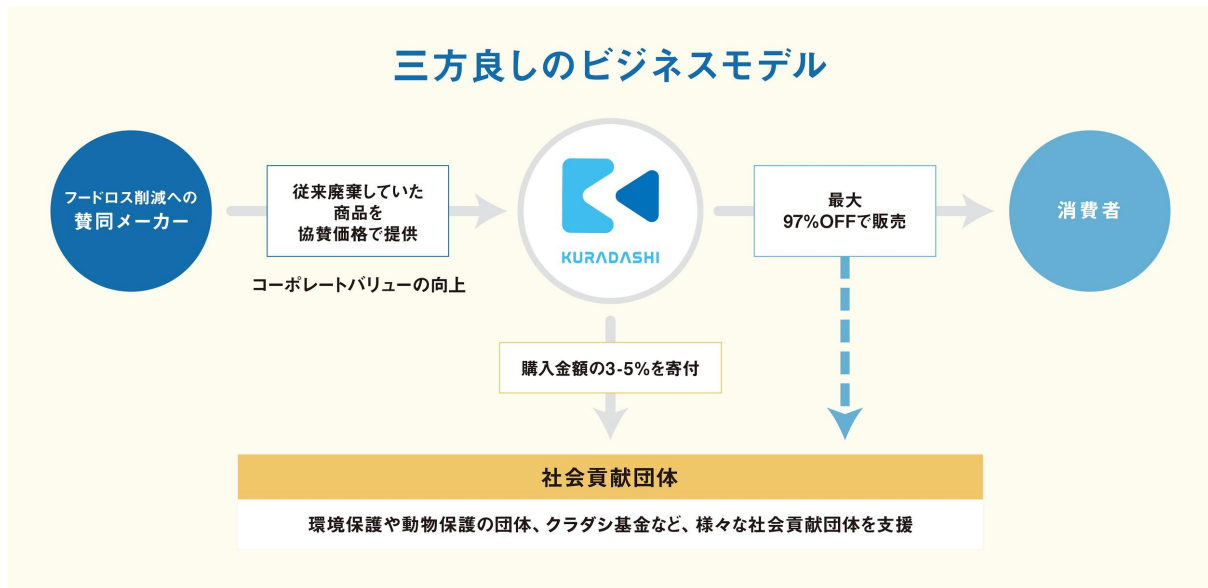 三方良しのビジネスモデル
フードロス削減への
賛同メーカー
従来廃棄していた
商品を
協賛価格で提供
コーポレートバリューの向上
KURADASHI
最大
97%OFFで販売
消費者
購入金額の3-5%を寄付
社会貢献団体
環境保護や動物保護の団体、クラダシ基金など、様々な社会貢献団体を支援